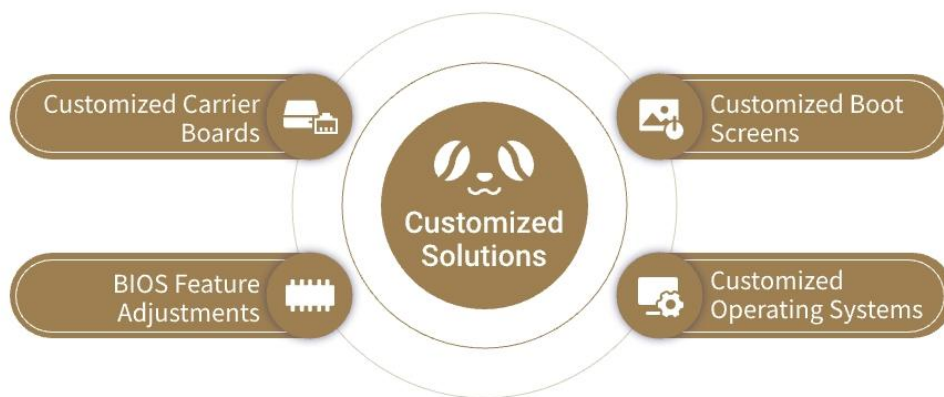 Customized Carrier
Boards
Customized Boot
Screens
Customized
Solutions
BIOS Feature
Adjustments
Customized
Operating Systems